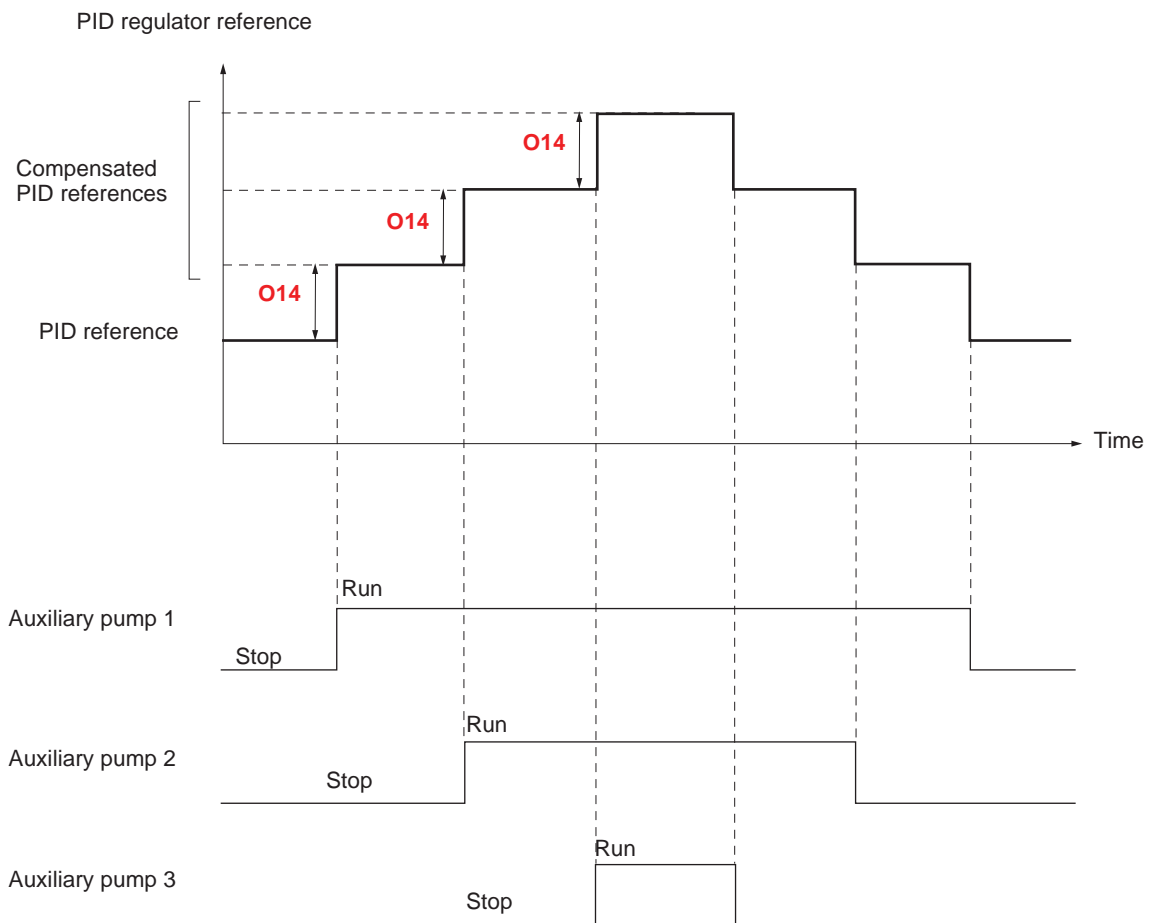 PID regulator reference
O14
Compensated
PID references
O14
O14
PID reference
Time
Run
Auxiliary pump 1
Stop
Run
Auxiliary pump 2
Stop
Run
Auxiliary pump 3
Stop